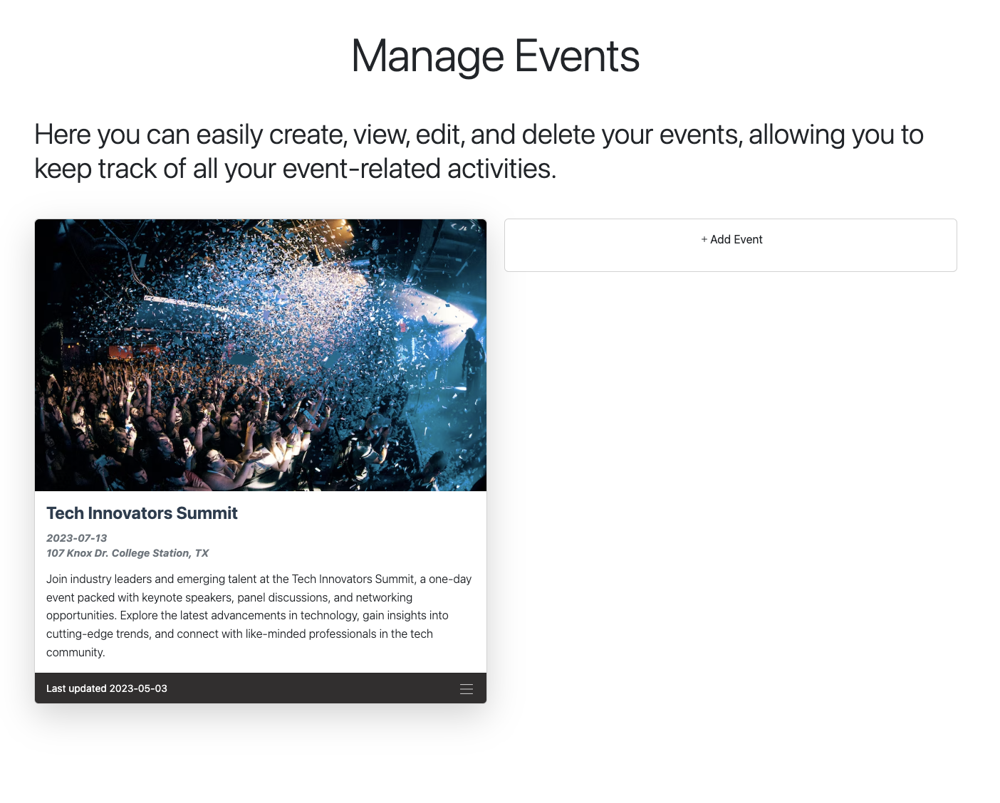 Manage Events
Here you can easily create, view, edit, and delete your events, allowing you to
keep track of all your event-related activities.
+ Add Event
Tech Innovators Summit
2023-07-13
107 Knox Dr. College Station, TX
Join industry leaders and emerging talent at the Tech Innovators Summit, a one-day
event packed with keynote speakers, panel discussions, and networking
opportunities. Explore the latest advancements in technology, gain insights into
cutting-edge trends, and connect with like-minded professionals in the tech
community.
Last updated 2023-05-03